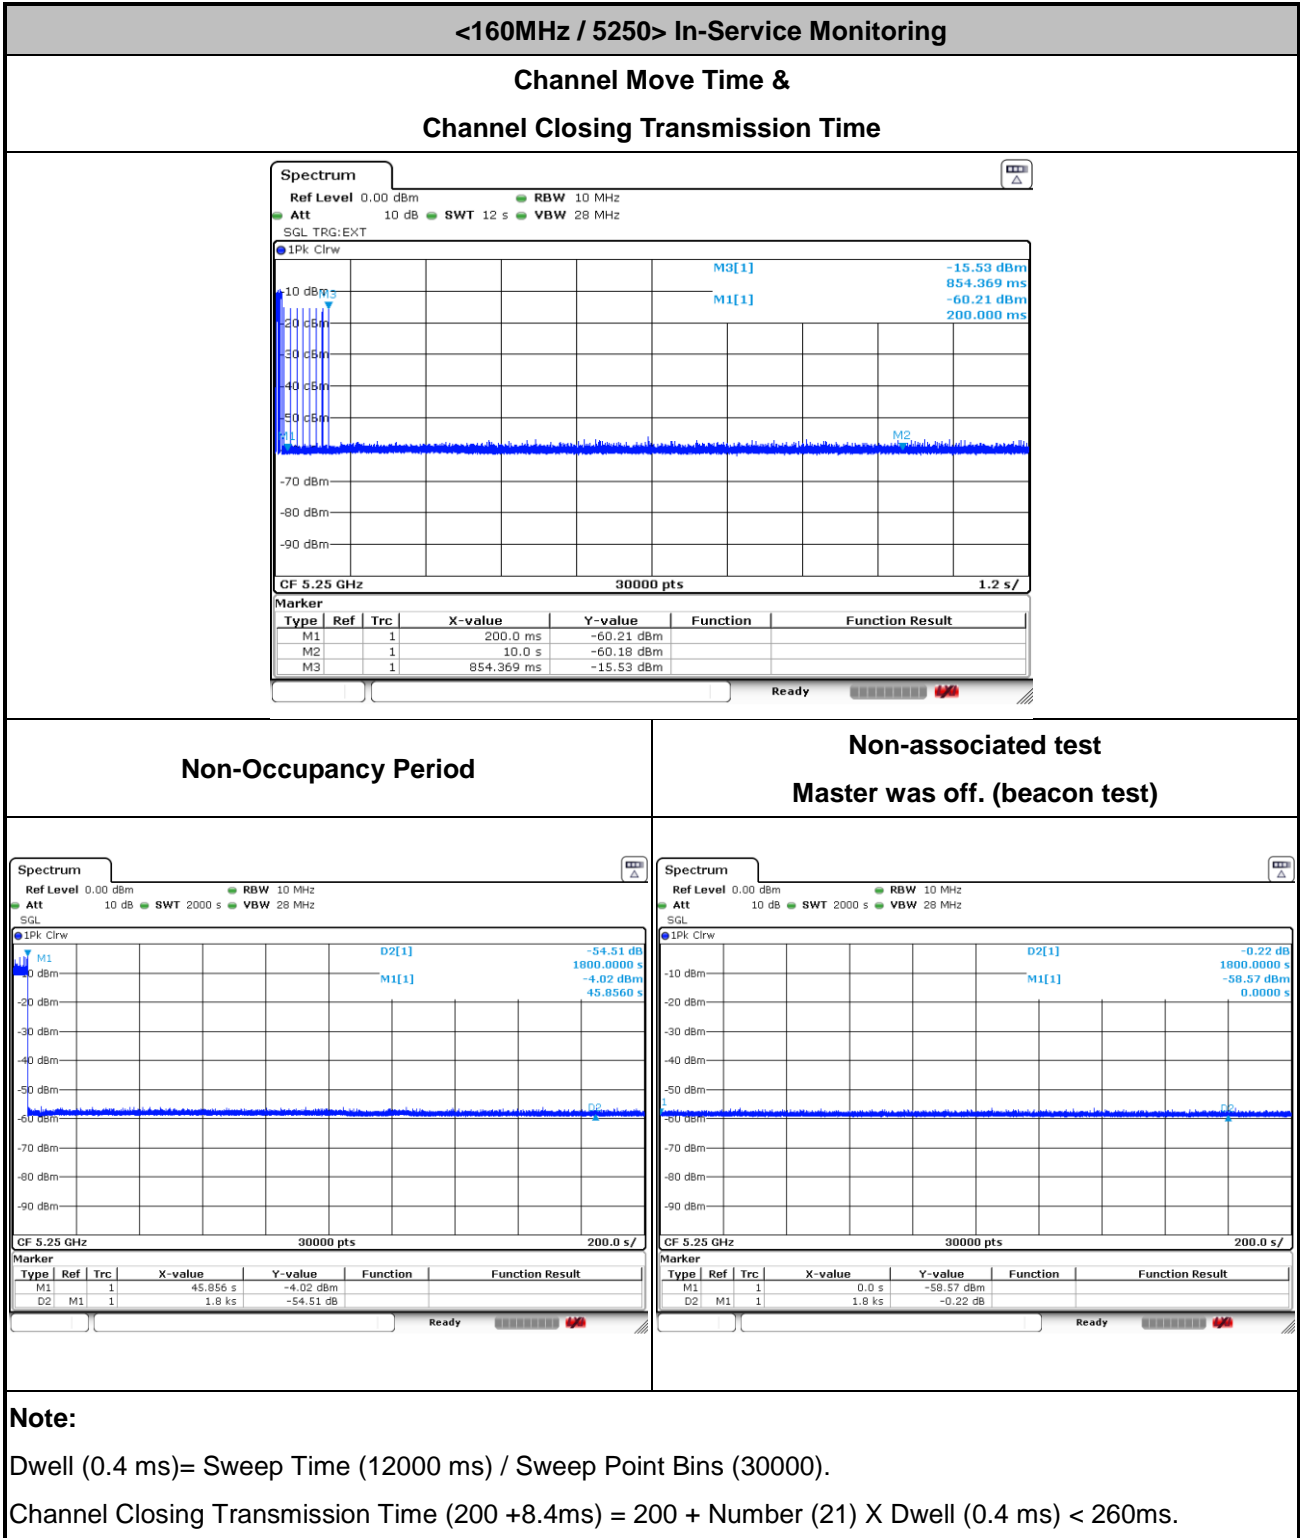 <160MHz / 5250> In-Service Monitoring
Channel Move Time &
Channel Closing Transmission Time
Spectrum
Ref Level 0.00 dBm RBW 10 MHz
Att 10 dB SWT 12 s VBW 28 MHz
SGL TRG:EXT
1Pk Clrw
M3[1] -15.53 dBm
854.369 ms
M1[1] -60.21 dBm
200.000 ms
-10 dBm
M3
-20 dBm
-30 dBm
-40 dBm
-50 dBm
M1
M2
-70 dBm
-80 dBm
-90 dBm
CF 5.25 GHz 30000 pts 1.2 s/
Marker
Type Ref Trc X-value Y-value Function Function Result
M1 1 200.0 ms -60.21 dBm
M2 1 10.0 s -60.18 dBm
M3 1 854.369 ms -15.53 dBm
Ready
Non-Occupancy Period
Non-associated test
Master was off. (beacon test)
Spectrum
Ref Level 0.00 dBm RBW 10 MHz
Att 10 dB SWT 2000 s VBW 28 MHz
SGL
1Pk Clrw
D2[1] -54.51 dB
1800.0000 s
M1[1] -4.02 dBm
45.8560 s
M1
-10 dBm
-20 dBm
-30 dBm
-40 dBm
-50 dBm
D2
-60 dBm
-70 dBm
-80 dBm
-90 dBm
CF 5.25 GHz 30000 pts 200.0 s/
Marker
Type Ref Trc X-value Y-value Function Function Result
M1 1 45.856 s -4.02 dBm
D2 M1 1 1.8 ks -54.51 dB
Ready
Spectrum
Ref Level 0.00 dBm RBW 10 MHz
Att 10 dB SWT 2000 s VBW 28 MHz
SGL
1Pk Clrw
D2[1] -0.22 dB
1800.0000 s
M1[1] -58.57 dBm
0.0000 s
-10 dBm
-20 dBm
-30 dBm
-40 dBm
-50 dBm
1
D2
-60 dBm
-70 dBm
-80 dBm
-90 dBm
CF 5.25 GHz 30000 pts 200.0 s/
Marker
Type Ref Trc X-value Y-value Function Function Result
M1 1 0.0 s -58.57 dBm
D2 M1 1 1.8 ks -0.22 dB
Ready
Note:
Dwell (0.4 ms)= Sweep Time (12000 ms) / Sweep Point Bins (30000).
Channel Closing Transmission Time (200 +8.4ms) = 200 + Number (21) X Dwell (0.4 ms) < 260ms.